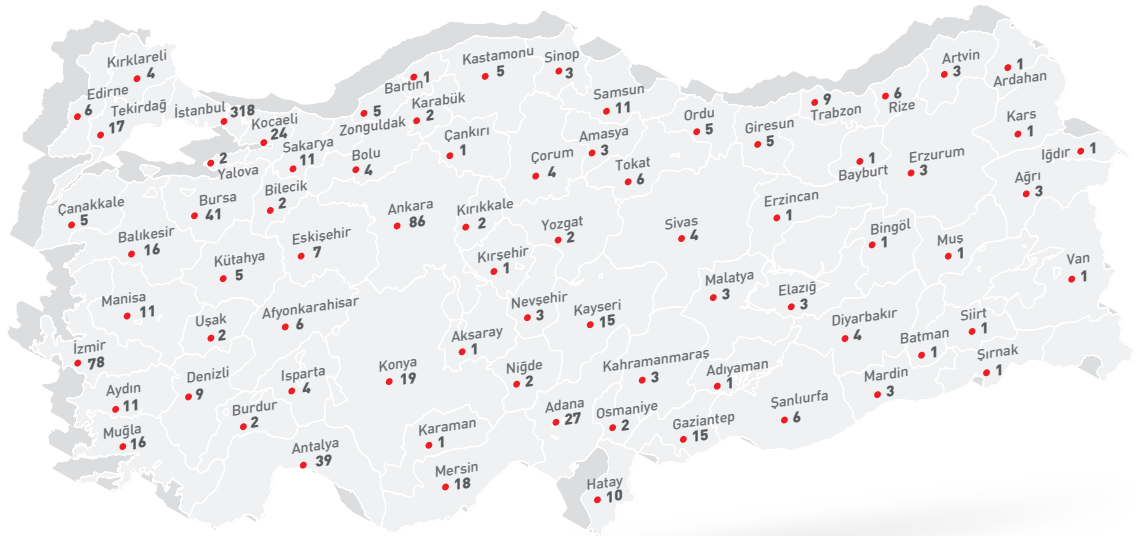 Kırklareli
4
Edirne
6
Tekirdağ
17
İstanbul
318
Kocaeli
24
Yalova
2
Sakarya
11
Bilecik
2
Bursa
41
Çanakkale
5
Balıkesir
16
Kütahya
5
Eskişehir
7
Manisa
11
Uşak
2
Afyonkarahisar
6
İzmir
78
Aydın
11
Denizli
9
Isparta
4
Burdur
2
Muğla
16
Antalya
39
Bartın
1
Zonguldak
5
Karabük
2
Kastamonu
5
Sinop
3
Bolu
4
Çankırı
1
Samsun
11
Amasya
3
Çorum
4
Tokat
6
Ordu
5
Giresun
5
Trabzon
9
Rize
6
Artvin
3
Ardahan
1
Kars
1
Iğdır
1
Ağrı
3
Bayburt
1
Erzurum
3
Erzincan
1
Ankara
86
Kırıkkale
2
Yozgat
2
Sivas
4
Kırşehir
1
Nevşehir
3
Kayseri
15
Aksaray
1
Niğde
2
Konya
19
Karaman
1
Mersin
18
Adana
27
Osmaniye
2
Hatay
10
Kahramanmaraş
3
Gaziantep
15
Adıyaman
1
Malatya
3
Elazığ
3
Bingöl
1
Muş
1
Van
1
Diyarbakır
4
Batman
1
Siirt
1
Şırnak
1
Mardin
3
Şanlıurfa
6